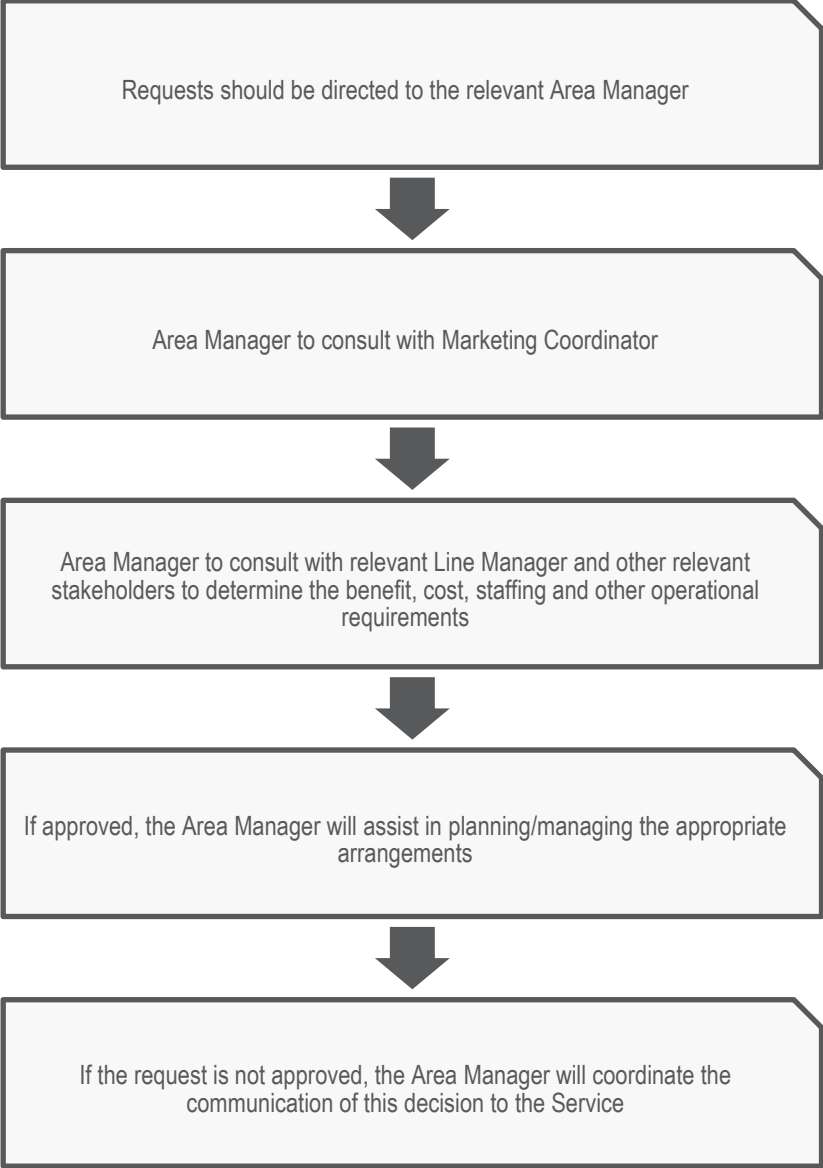 Requests should be directed to the relevant Area Manager
Area Manager to consult with Marketing Coordinator
Area Manager to consult with relevant Line Manager and other relevant
stakeholders to determine the benefit, cost, staffing and other operational
requirements
If approved, the Area Manager will assist in planning/managing the appropriate
arrangements
If the request is not approved, the Area Manager will coordinate the
communication of this decision to the Service